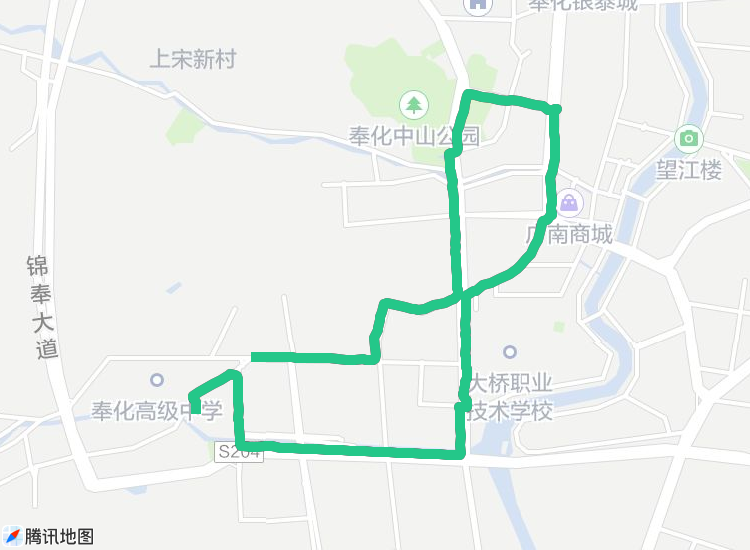 奉化银泰城
上宋新村
奉化中山公园
望江楼
广南商城
锦奉大道
大桥职业
技术学校
奉化高级中学
S204
腾讯地图